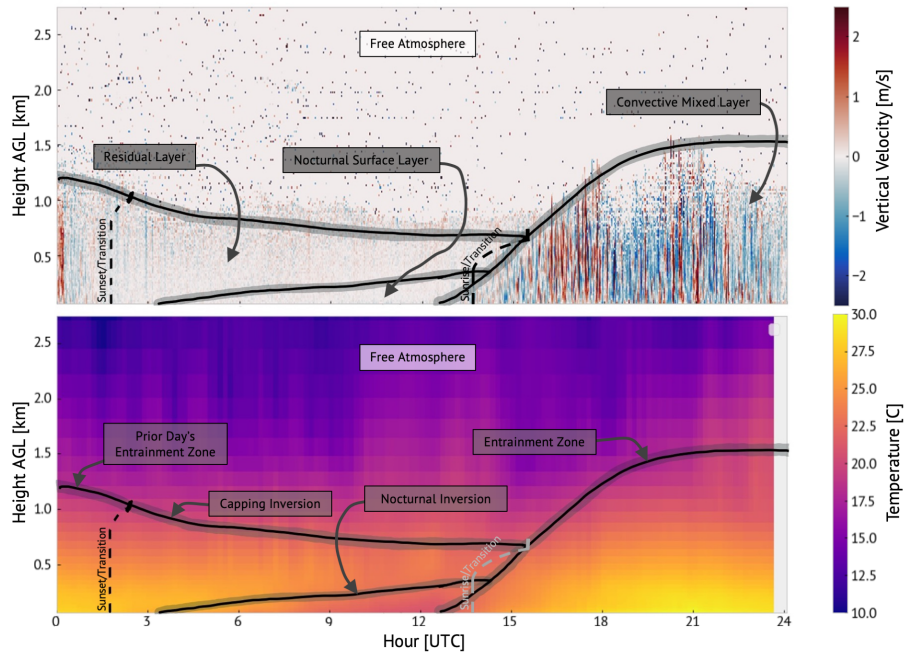 2.5
2.0
1.5
1.0
0.5
Height AGL [km]
Free Atmosphere
Convective Mixed Layer
Residual Layer
Nocturnal Surface Layer
Sunset/Transition
Sunrise/Transition
2
1
0
−1
−2
Vertical Velocity [m/s]
2.5
2.0
1.5
1.0
0.5
Height AGL [km]
Free Atmosphere
Prior Day's
Entrainment Zone
Entrainment Zone
Capping Inversion
Nocturnal Inversion
Sunset/Transition
Sunrise/Transition
0
3
6
9
12
15
18
21
24
Hour [UTC]
30.0
27.5
25.0
22.5
20.0
17.5
15.0
12.5
10.0
Temperature [C]